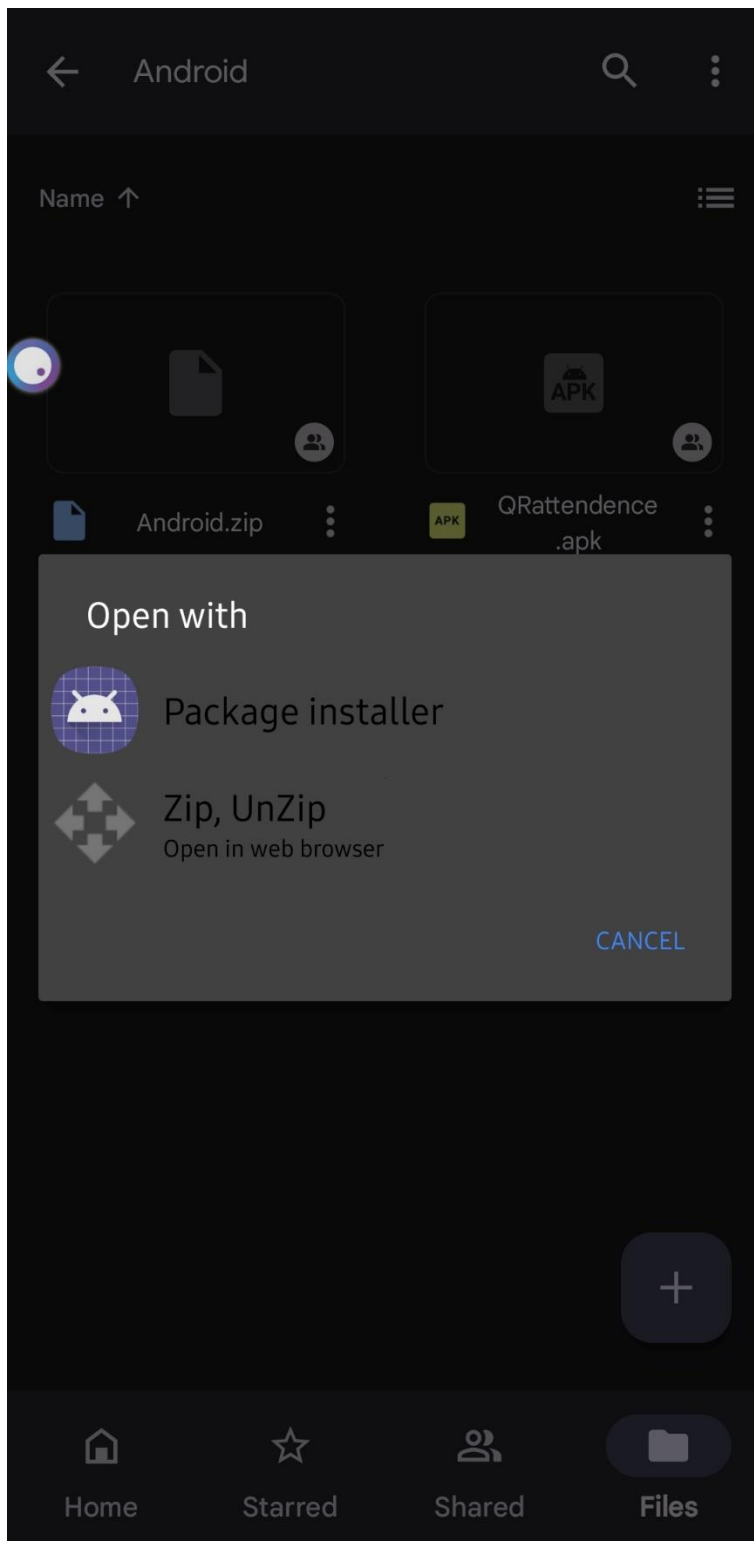 Android
Name
APK
Android.zip
APK
QRattendence
.apk
Open with
Package installer
Zip, UnZip
Open in web browser
CANCEL
Home
Starred
Shared
Files